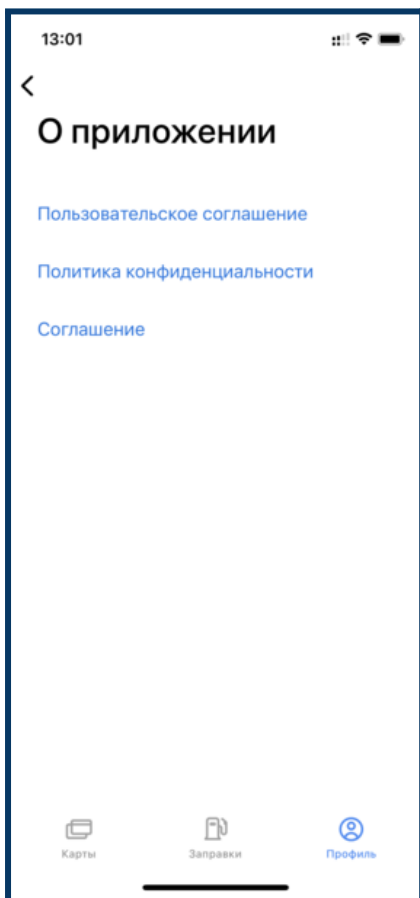 13:01
О приложении
Пользовательское соглашение
Политика конфиденциальности
Соглашение
Карты
Заправки
Профиль